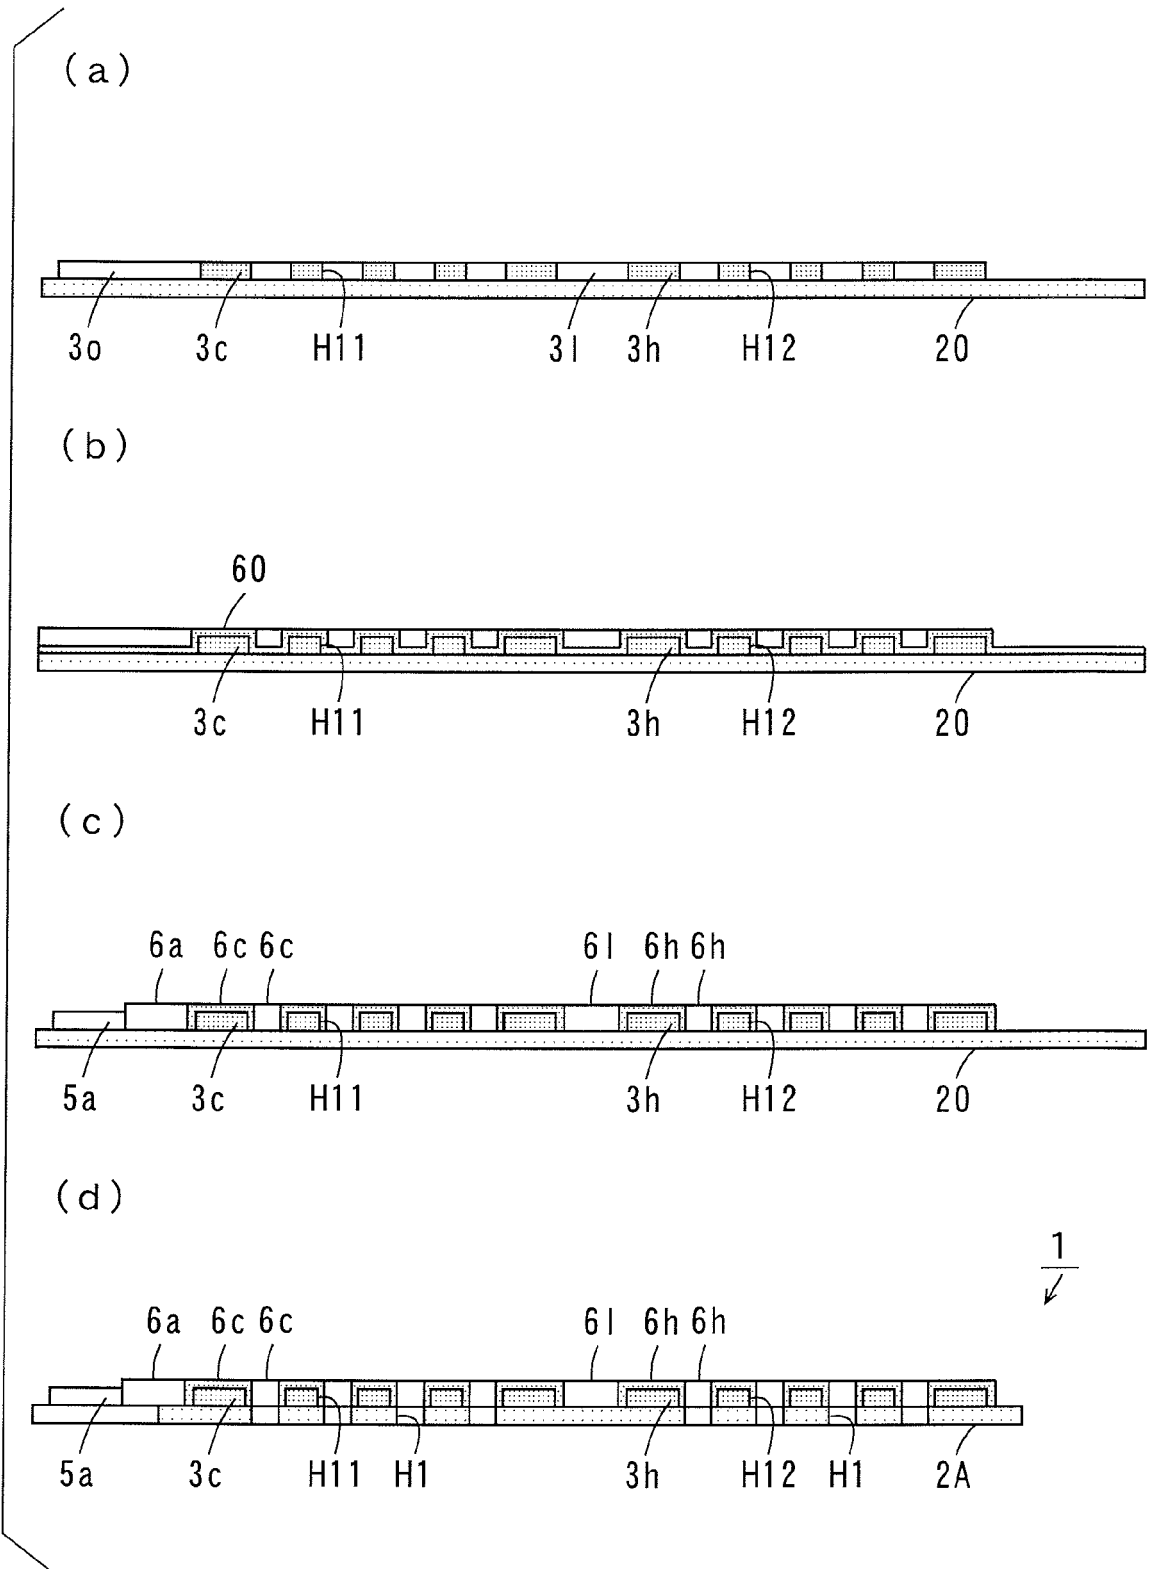 (a)
3o 3c H11 3l 3h H12 20
(b)
60
3c H11 3h H12 20
(c)
6a 6c 6c 6l 6h 6h
5a 3c H11 3h H12 20
(d)
1
6a 6c 6c 6l 6h 6h
5a 3c H11 H1 3h H12 H1 2A